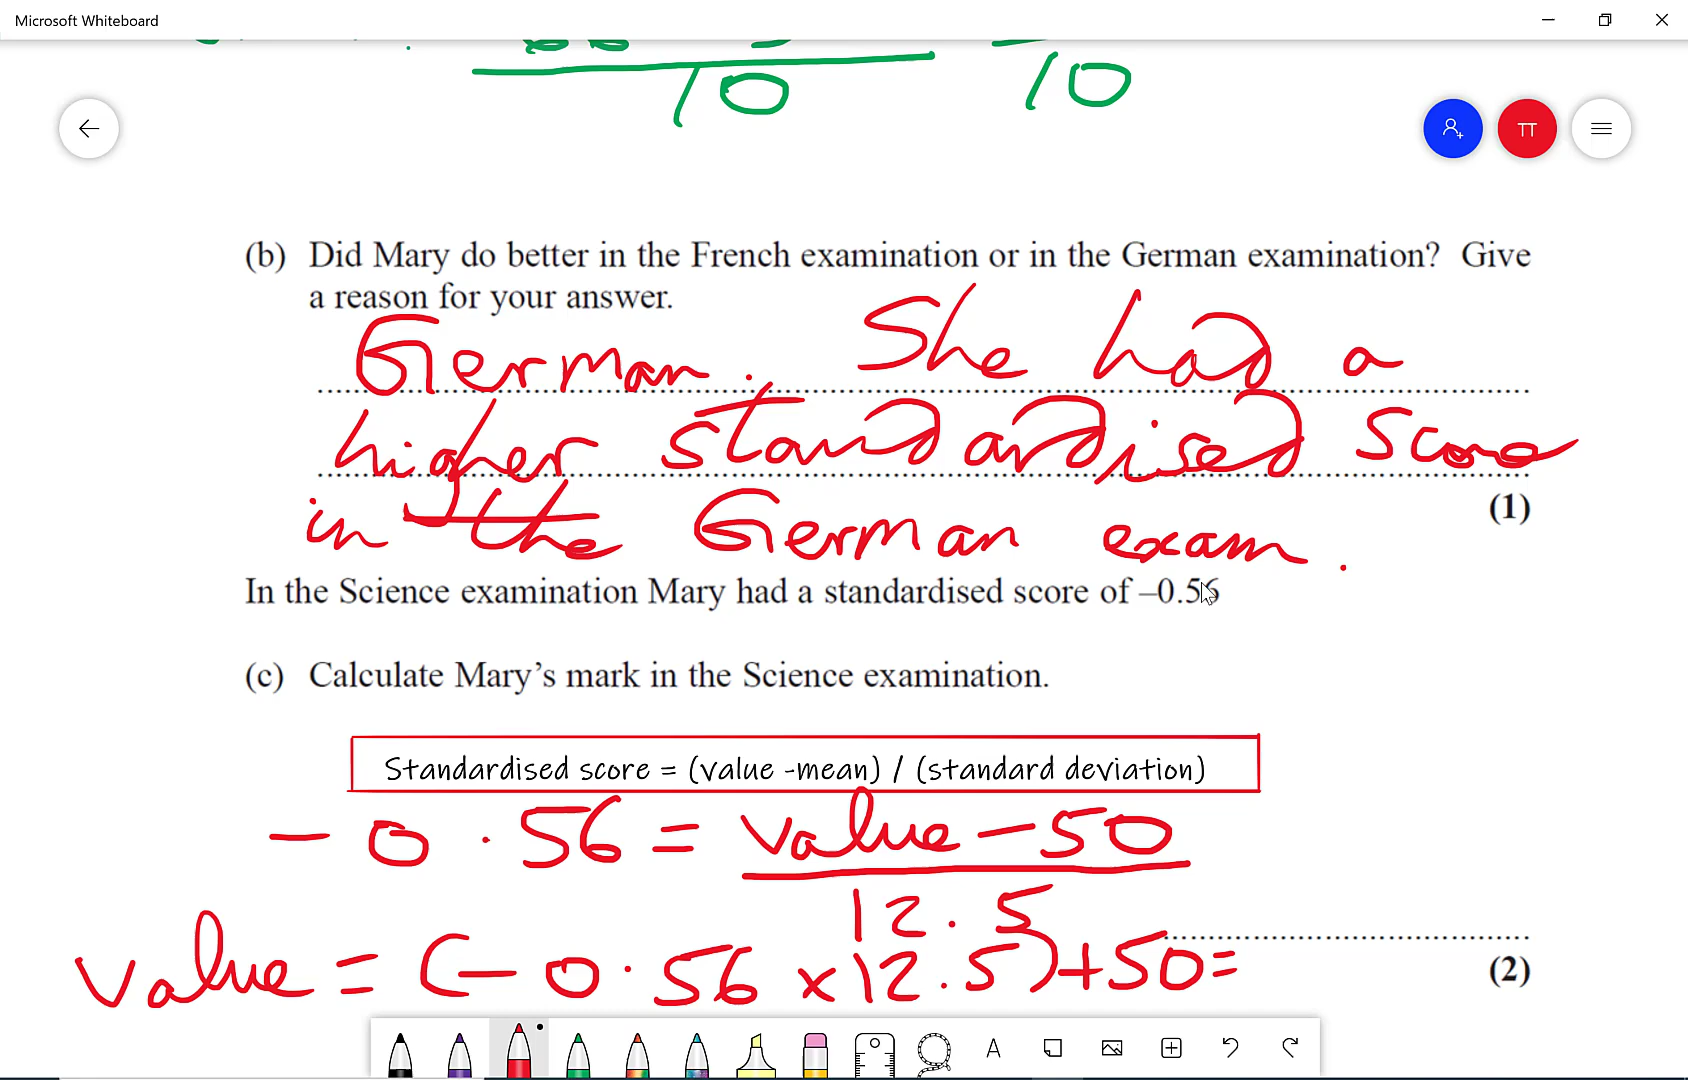 Microsoft Whiteboard
10 10
TT
(b) Did Mary do better in the French examination or in the German examination? Give
a reason for your answer.
German. She had a
higher standardised score
in the German exam.
(1)
In the Science examination Mary had a standardised score of –0.56
(c) Calculate Mary's mark in the Science examination.
Standardised score = (value -mean) / (standard deviation)
- 0.56 = value - 50
12.5
value = (- 0.56 x 12.5) + 50 =
(2)
A